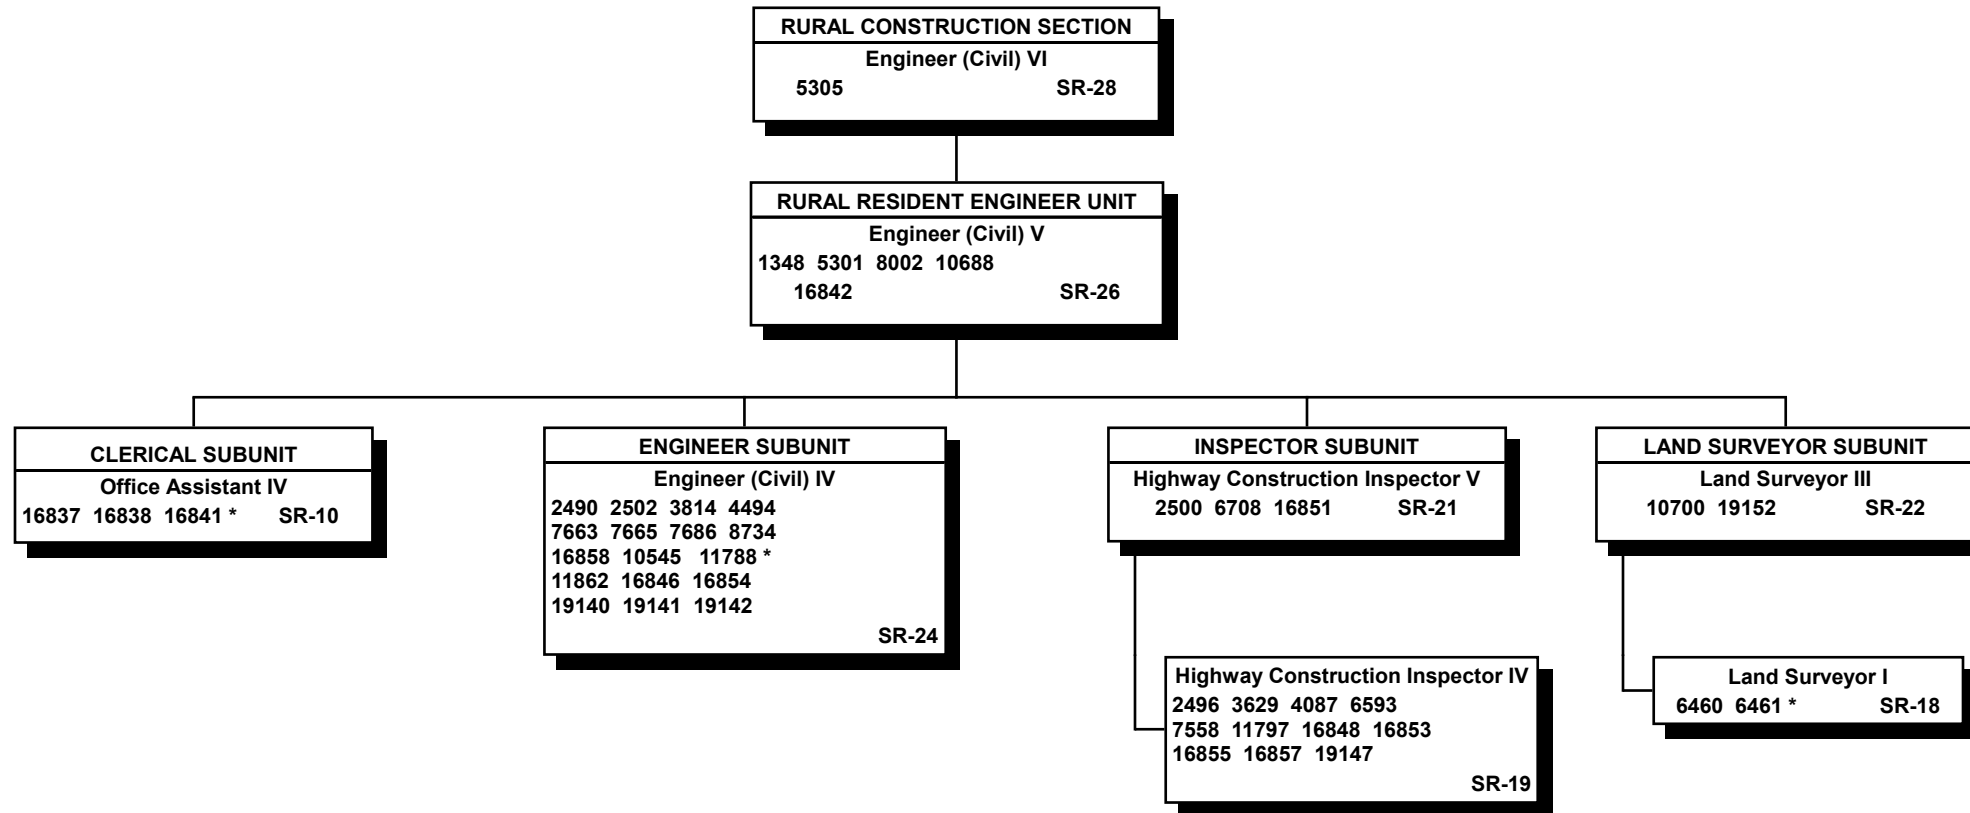 RURAL CONSTRUCTION SECTION
Engineer (Civil) VI
5305 SR-28
RURAL RESIDENT ENGINEER UNIT
Engineer (Civil) V
1348 5301 8002 10688
16842 SR-26
CLERICAL SUBUNIT
Office Assistant IV
16837 16838 16841 * SR-10
ENGINEER SUBUNIT
Engineer (Civil) IV
2490 2502 3814 4494
7663 7665 7686 8734
16858 10545 11788 *
11862 16846 16854
19140 19141 19142
SR-24
INSPECTOR SUBUNIT
Highway Construction Inspector V
2500 6708 16851 SR-21
Highway Construction Inspector IV
2496 3629 4087 6593
7558 11797 16848 16853
16855 16857 19147
SR-19
LAND SURVEYOR SUBUNIT
Land Surveyor III
10700 19152 SR-22
Land Surveyor I
6460 6461 * SR-18